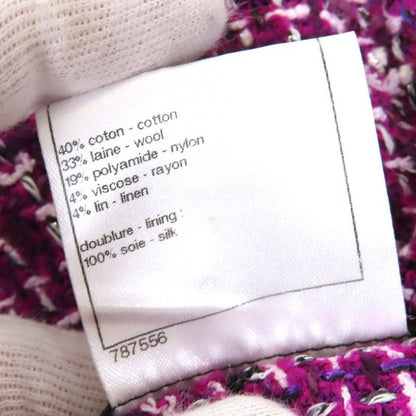 40% coton - cotton
33% laine - wool
19% polyamide - nylon
4% viscose - rayon
4% lin - linen
doublure - lining :
100% soie - silk
787556